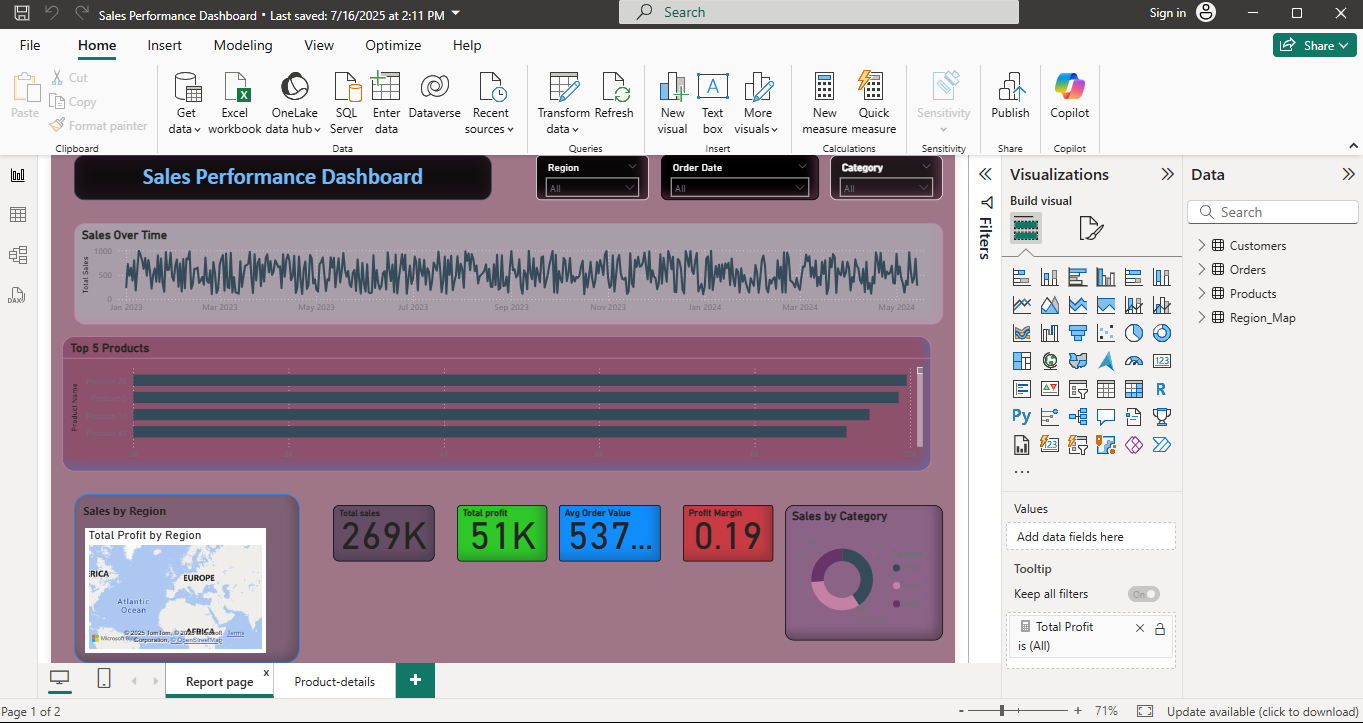 Sales Performance Dashboard • Last saved: 7/16/2025 at 2:11 PM
Search
Sign in
File Home Insert Modeling View Optimize Help
Share
Paste
Cut
Copy
Format painter
Clipboard
Get data
Excel workbook
OneLake data hub
SQL Server
Enter data
Dataverse
Recent sources
Data
Transform data
Refresh
Queries
New visual
Text box
More visuals
Insert
New measure
Quick measure
Calculations
Sensitivity
Sensitivity
Publish
Share
Copilot
Copilot
Sales Performance Dashboard
Region
All
Order Date
All
Category
All
Sales Over Time
Total Sales
1000
500
0
Jan 2023 Mar 2023 May 2023 Jul 2023 Sep 2023 Nov 2023 Jan 2024 Mar 2024 May 2024
Top 5 Products
Product Name
Sales by Region
Total Profit by Region
ERICA
EUROPE
Atlantic
Ocean
AFRICA
Microsoft Bing
© 2025 TomTom, © 2025 Microsoft
Corporation, © OpenStreetMap
Terms
Total sales
269K
Total profit
51K
Avg Order Value
537...
Profit Margin
0.19
Sales by Category
Filters
Visualizations
Build visual
123
R
Py
123
...
Values
Add data fields here
Tooltip
Keep all filters
On
Total Profit
is (All)
Data
Search
Customers
Orders
Products
Region_Map
Report page
x
Product-details
+
Page 1 of 2
- + 71%
Update available (click to download)